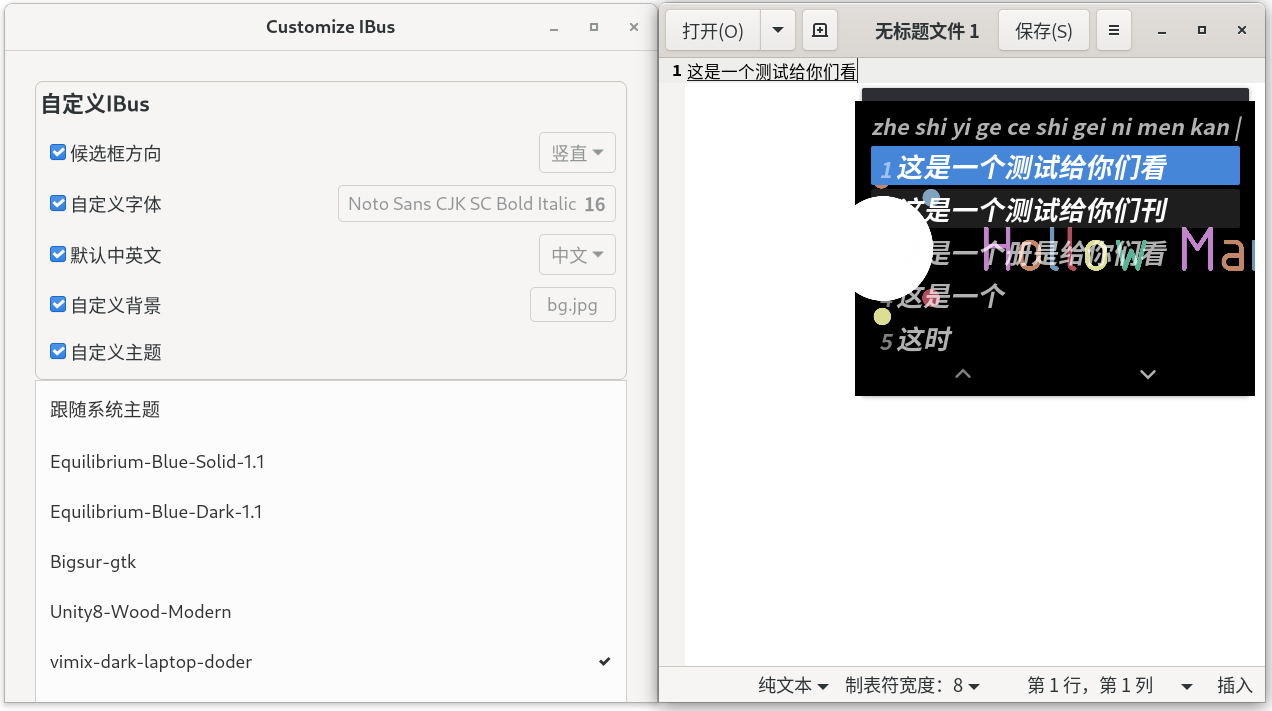 Customize IBus
自定义IBus
候选框方向
竖直
自定义字体
Noto Sans CJK SC Bold Italic 16
默认中英文
中文
自定义背景
bg.jpg
自定义主题
跟随系统主题
Equilibrium-Blue-Solid-1.1
Equilibrium-Blue-Dark-1.1
Bigsur-gtk
Unity8-Wood-Modern
vimix-dark-laptop-doder
打开(O)
无标题文件 1
保存(S)
1 这是一个测试给你们看
zhe shi yi ge ce shi gei ni men kan |
1 这是一个测试给你们看
这是一个测试给你们刊
是一个册是给你们看
Hollow Ma
4 这是一个
5 这时
纯文本
制表符宽度：8
第 1 行，第 1 列
插入